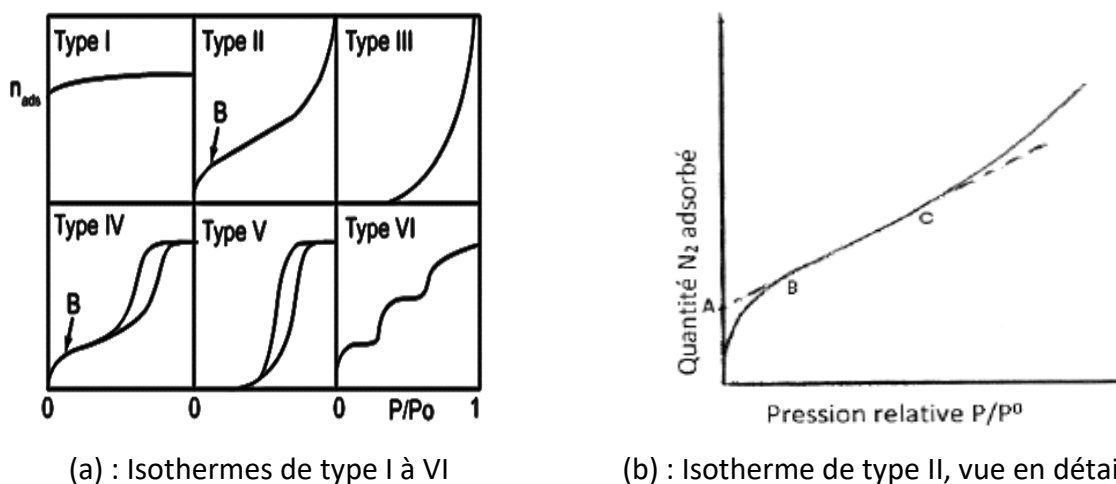 Type I
Type II
Type III
n_ads
B
Type IV
Type V
Type VI
B
0
0
0
P/Po
1
(a) : Isothermes de type I à VI
Quantité N₂ adsorbé
A
B
C
Pression relative P/P⁰
(b) : Isotherme de type II, vue en détai